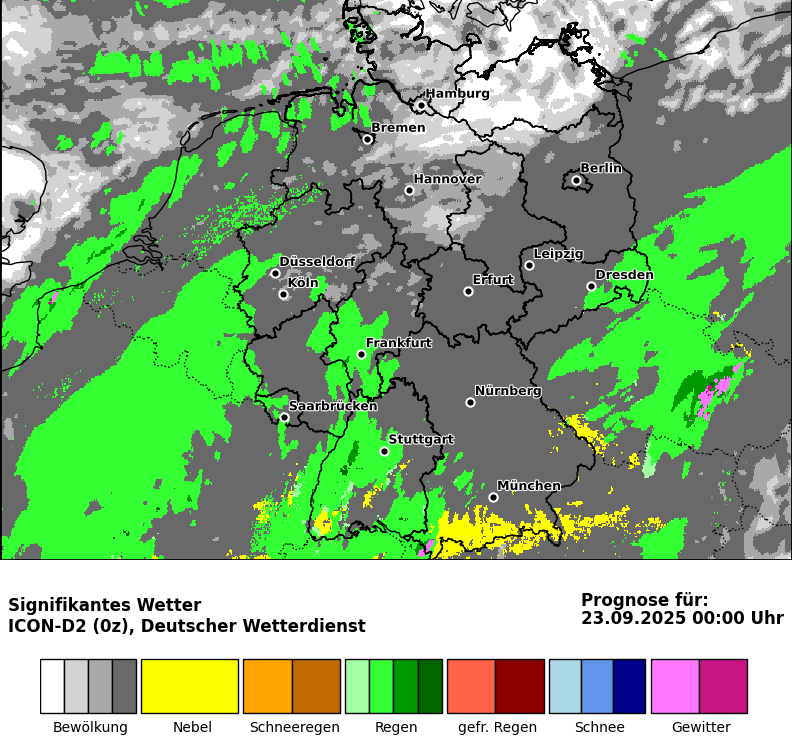 Hamburg
Bremen
Berlin
Hannover
Leipzig
Düsseldorf
Dresden
Köln
Erfurt
Frankfurt
Nürnberg
Saarbrücken
Stuttgart
München
Signifikantes Wetter
ICON-D2 (0z), Deutscher Wetterdienst
Prognose für:
23.09.2025 00:00 Uhr
Bewölkung
Nebel
Schneeregen
Regen
gefr. Regen
Schnee
Gewitter